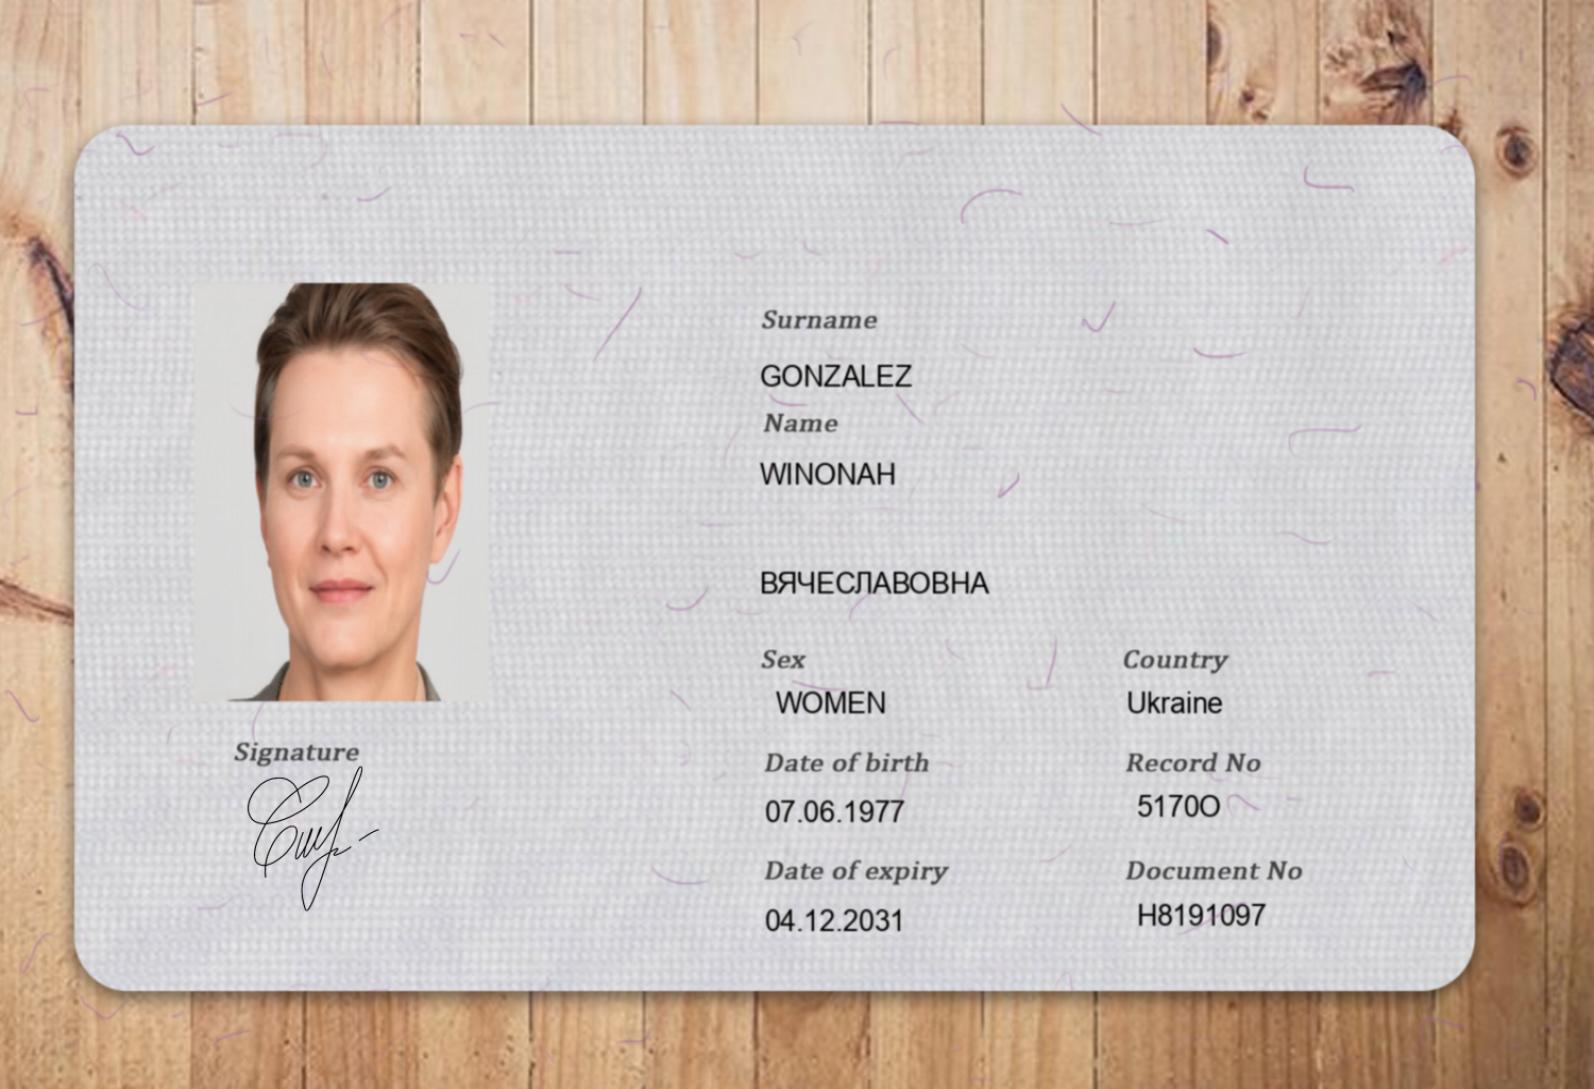 Surname
GONZALEZ
Name
WINONAH
ВЯЧЕСЛАВОВНА
Sex
Country
WOMEN
Ukraine
Date of birth
Record No
07.06.1977
5170O
Date of expiry
Document No
04.12.2031
H8191097
Signature